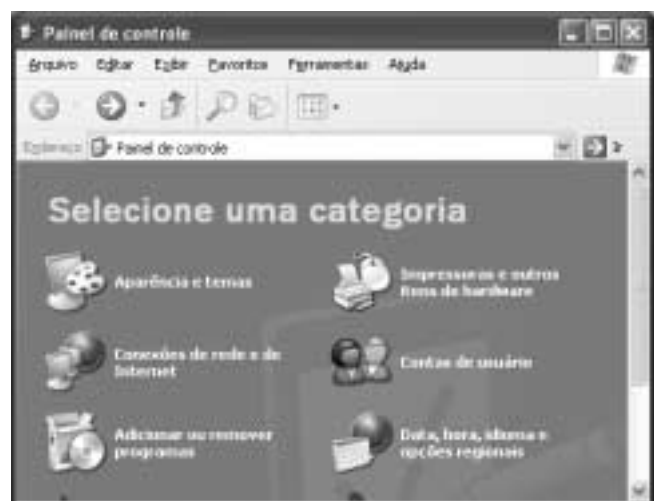 Painel de controle
Arquivo Editar Exibir Favoritos Ferramentas Ajuda
Endereço Painel de controle
Selecione uma categoria
Aparência e temas
Impressoras e outros
itens de hardware
Conexões de rede e de
Internet
Contas de usuário
Adicionar ou remover
programas
Data, hora, idioma e
opções regionais